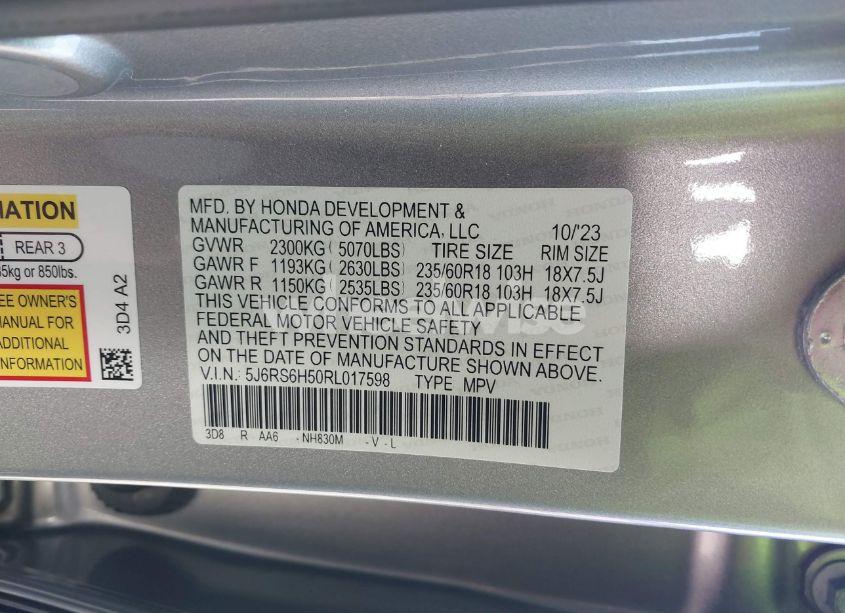 MATION
REAR 3
85kg or 850lbs.
EE OWNER'S
MANUAL FOR
ADDITIONAL
INFORMATION
3D4 A2
MFD. BY HONDA DEVELOPMENT &
MANUFACTURING OF AMERICA, LLC 10/'23
GVWR 2300KG (5070LBS) TIRE SIZE RIM SIZE
GAWR F 1193KG (2630LBS) 235/60R18 103H 18X7.5J
GAWR R 1150KG (2535LBS) 235/60R18 103H 18X7.5J
THIS VEHICLE CONFORMS TO ALL APPLICABLE
FEDERAL MOTOR VEHICLE SAFETY
AND THEFT PREVENTION STANDARDS IN EFFECT
ON THE DATE OF MANUFACTURE SHOWN ABOVE.
V.I.N.: 5J6RS6H50RL017598 TYPE MPV
3D8 R AA6 -NH830M -V-L